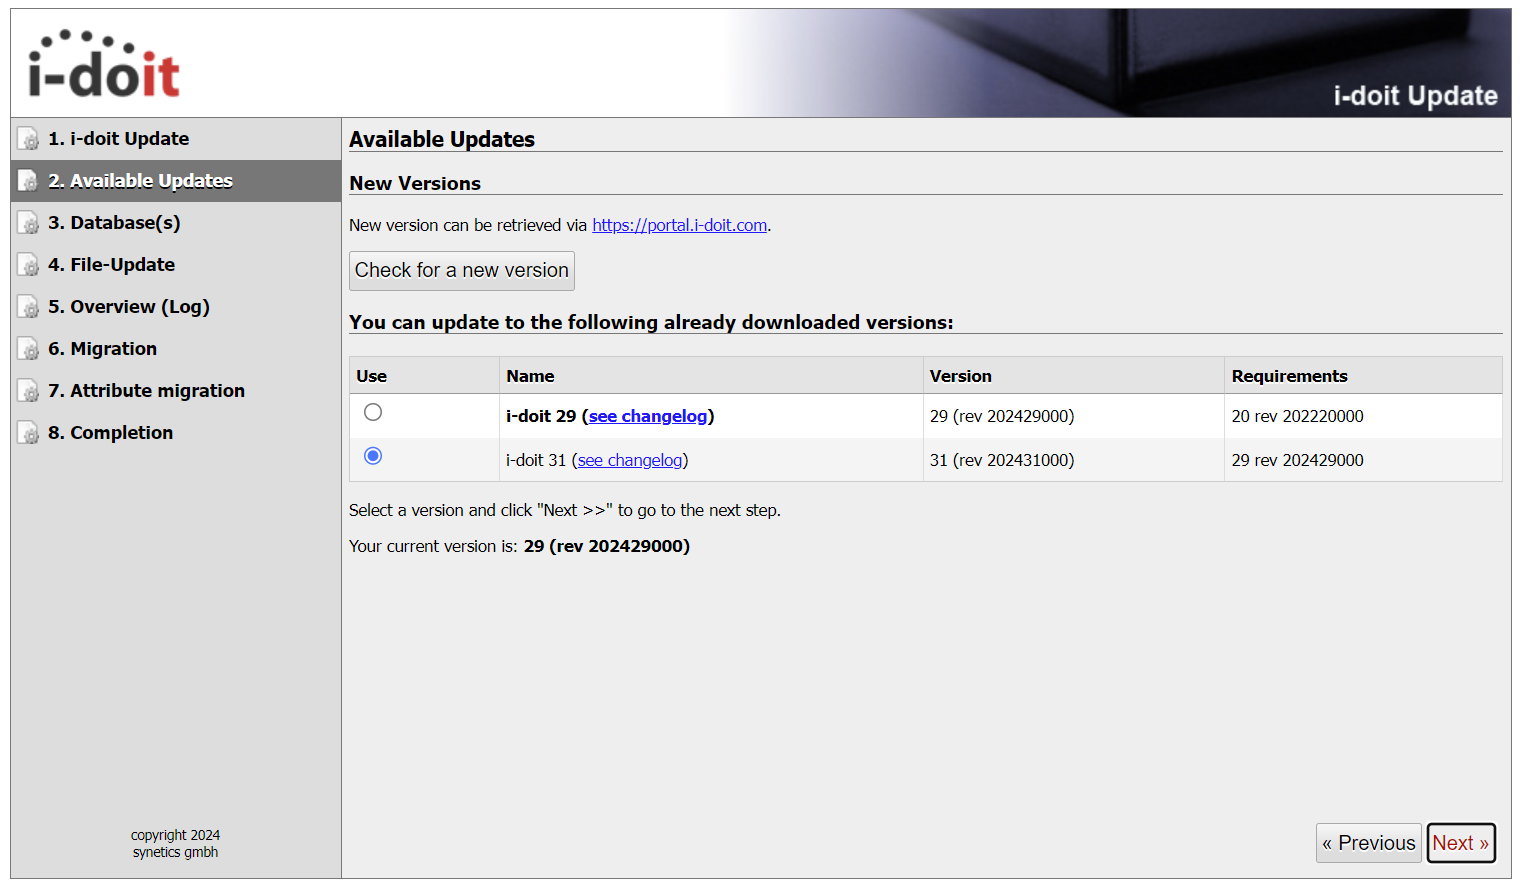 i-doit
i-doit Update
1. i-doit Update
2. Available Updates
3. Database(s)
4. File-Update
5. Overview (Log)
6. Migration
7. Attribute migration
8. Completion
copyright 2024
synetics gmbh
Available Updates
New Versions
New version can be retrieved via https://portal.i-doit.com.
Check for a new version
You can update to the following already downloaded versions:
Use Name Version Requirements
i-doit 29 (see changelog) 29 (rev 202429000) 20 rev 202220000
i-doit 31 (see changelog) 31 (rev 202431000) 29 rev 202429000
Select a version and click "Next >>" to go to the next step.
Your current version is: 29 (rev 202429000)
« Previous Next »